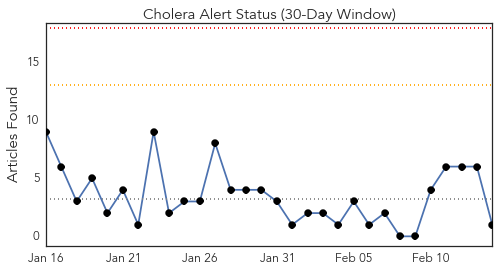 Cholera Alert Status (30-Day Window)
Articles Found
15
10
5
0
Jan 16 Jan 21 Jan 26 Jan 31 Feb 05 Feb 10